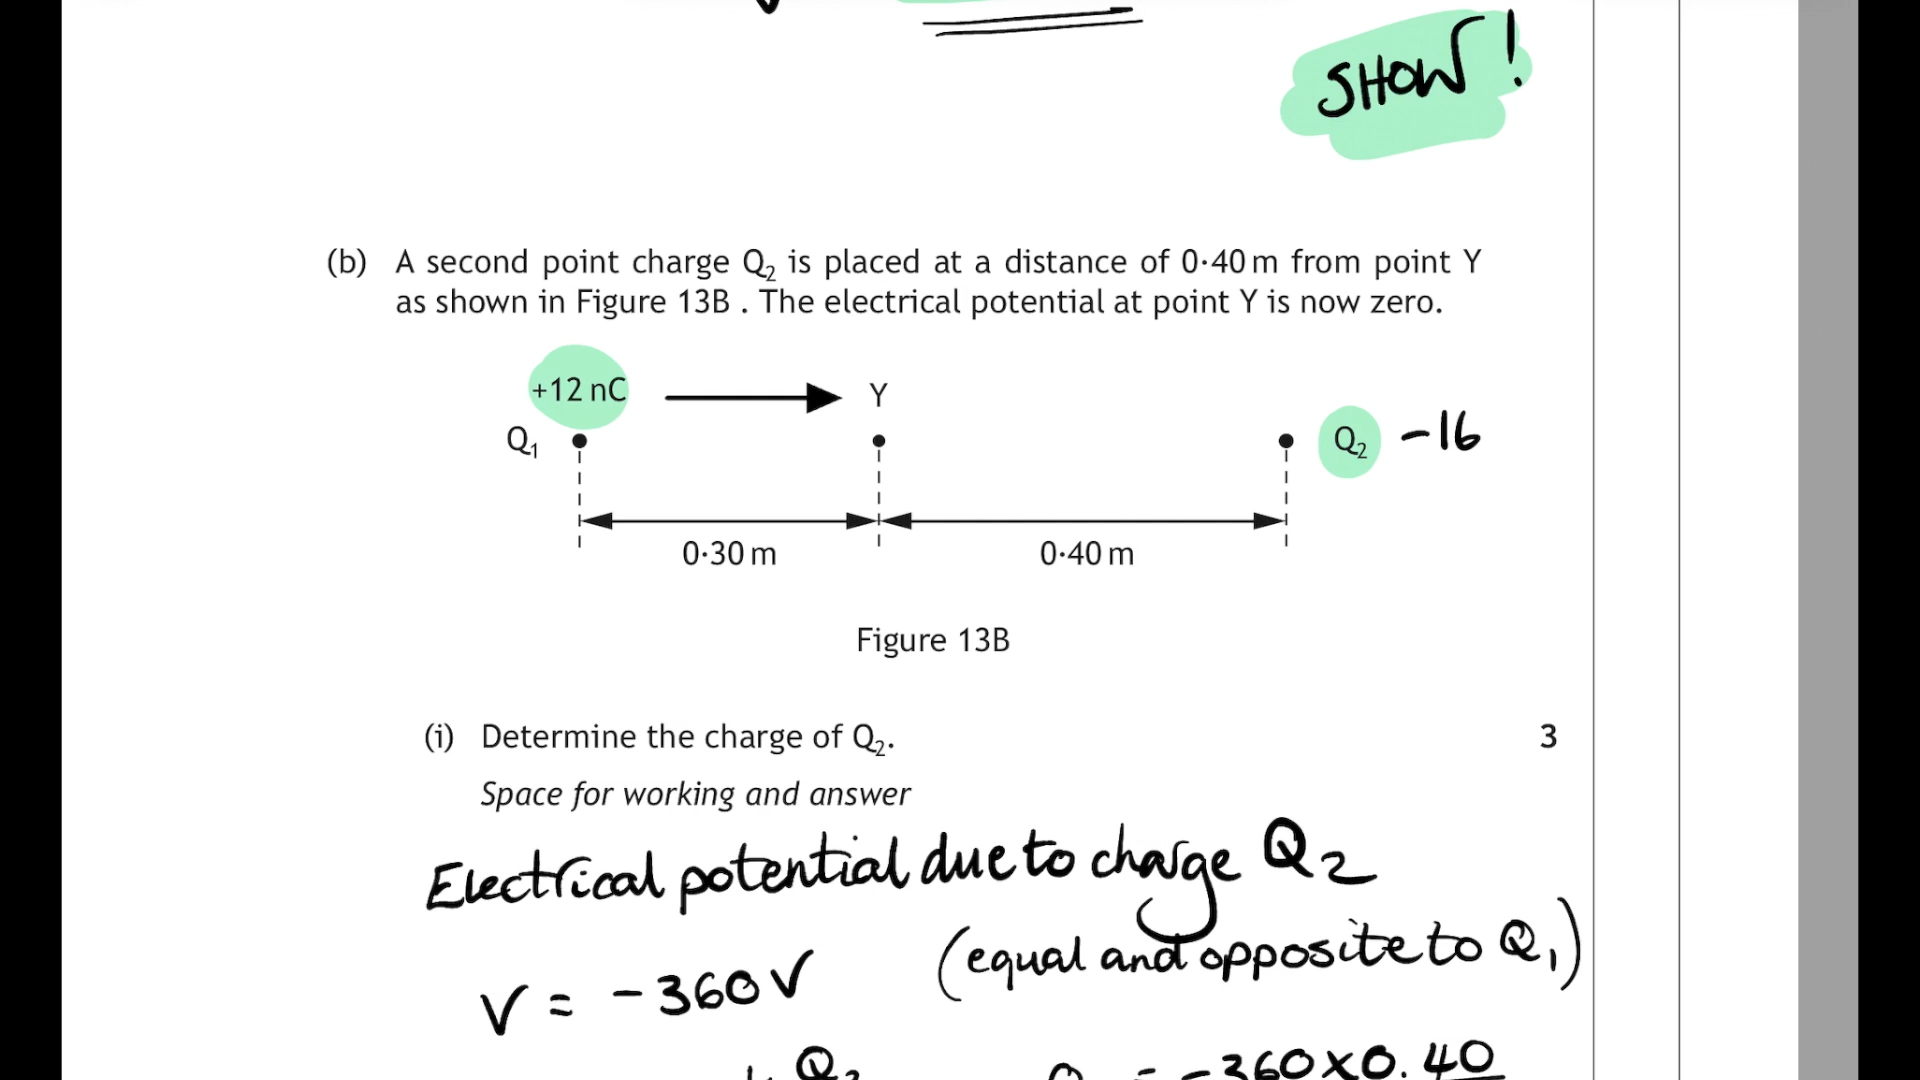 SHOW!
(b) A second point charge Q₂ is placed at a distance of 0·40 m from point Y
as shown in Figure 13B . The electrical potential at point Y is now zero.
+12 nC
Y
Q₁
Q₂ -16
0·30 m
0·40 m
Figure 13B
(i) Determine the charge of Q₂.
3
Space for working and answer
Electrical potential due to charge Q₂
(equal and opposite to Q₁)
V = -360V
-360×0.40